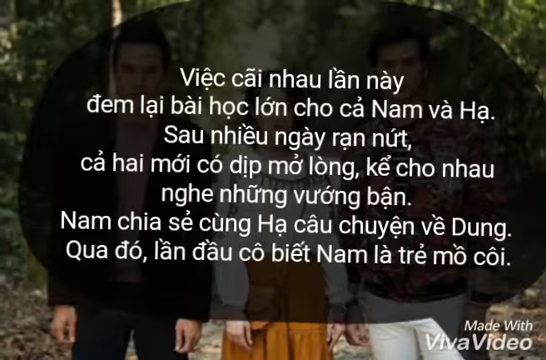 Việc cãi nhau lần này
đem lại bài học lớn cho cả Nam và Hạ.
Sau nhiều ngày rạn nứt,
cả hai mới có dịp mở lòng, kể cho nhau
nghe những vướng bận.
Nam chia sẻ cùng Hạ câu chuyện về Dung.
Qua đó, lần đầu cô biết Nam là trẻ mồ côi.
Made With
VivaVideo